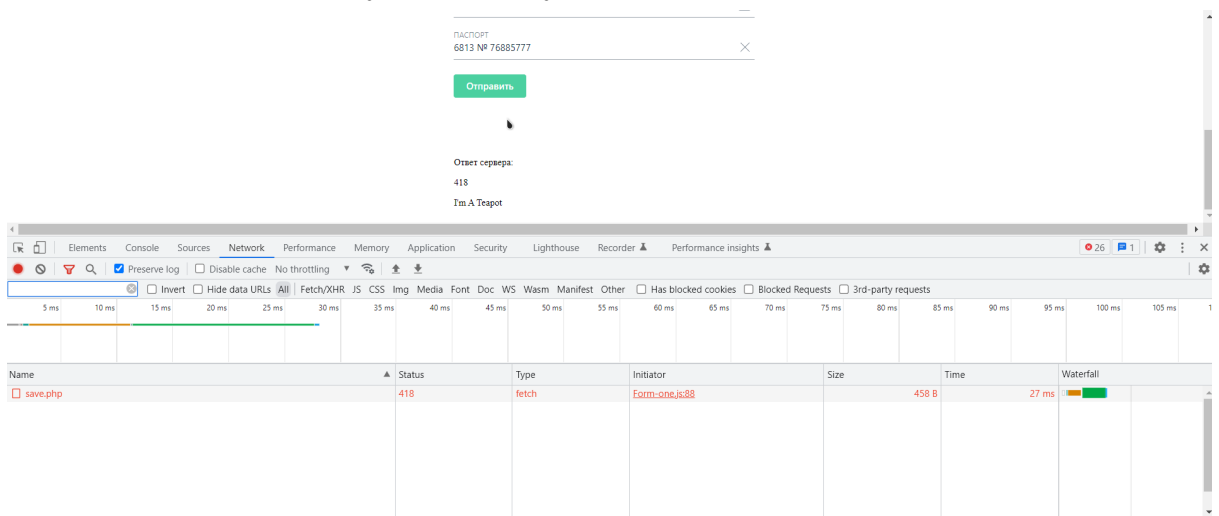 ПАСПОРТ
6813 № 76885777
Отправить
Ответ сервера:
418
I'm A Teapot
Elements Console Sources Network Performance Memory Application Security Lighthouse Recorder Performance insights 26 1
Preserve log Disable cache No throttling
Invert Hide data URLs All Fetch/XHR JS CSS Img Media Font Doc WS Wasm Manifest Other Has blocked cookies Blocked Requests 3rd-party requests
5 ms 10 ms 15 ms 20 ms 25 ms 30 ms 35 ms 40 ms 45 ms 50 ms 55 ms 60 ms 65 ms 70 ms 75 ms 80 ms 85 ms 90 ms 95 ms 100 ms 105 ms
Name Status Type Initiator Size Time Waterfall
save.php 418 fetch Form-one.js:88 458 B 27 ms